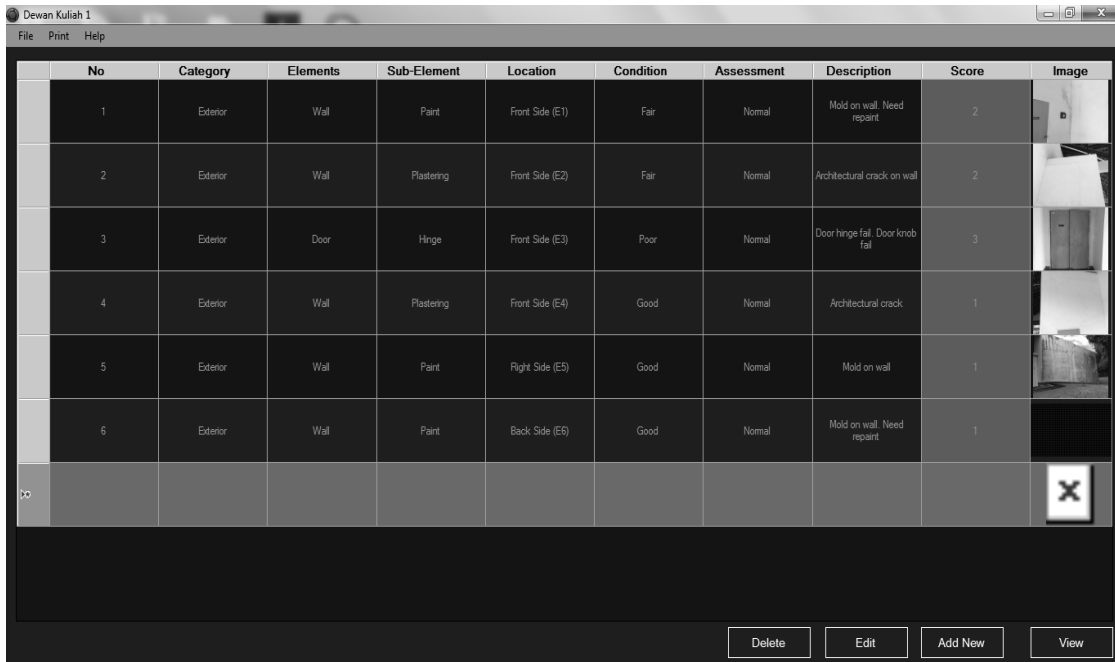 Dewan Kuliah 1
File Print Help
No Category Elements Sub-Element Location Condition Assessment Description Score Image
1 Exterior Wall Paint Front Side (E1) Fair Normal Mold on wall. Need repaint 2
2 Exterior Wall Plastering Front Side (E2) Fair Normal Architectural crack on wall 2
3 Exterior Door Hinge Front Side (E3) Poor Normal Door hinge fail. Door knob fail 3
4 Exterior Wall Plastering Front Side (E4) Good Normal Architectural crack 1
5 Exterior Wall Paint Right Side (E5) Good Normal Mold on wall 1
6 Exterior Wall Paint Back Side (E6) Good Normal Mold on wall. Need repaint 1
Delete Edit Add New View